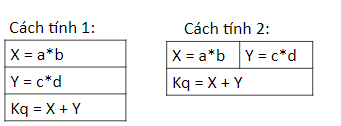 Cách tính 1:
X = a*b
Y = c*d
Kq = X + Y
Cách tính 2:
X = a*b Y = c*d
Kq = X + Y